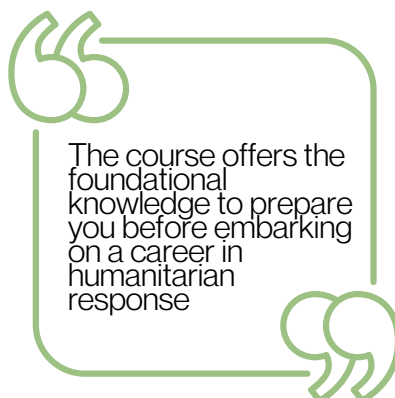 The course offers the
foundational
knowledge to prepare
you before embarking
on a career in
humanitarian
response